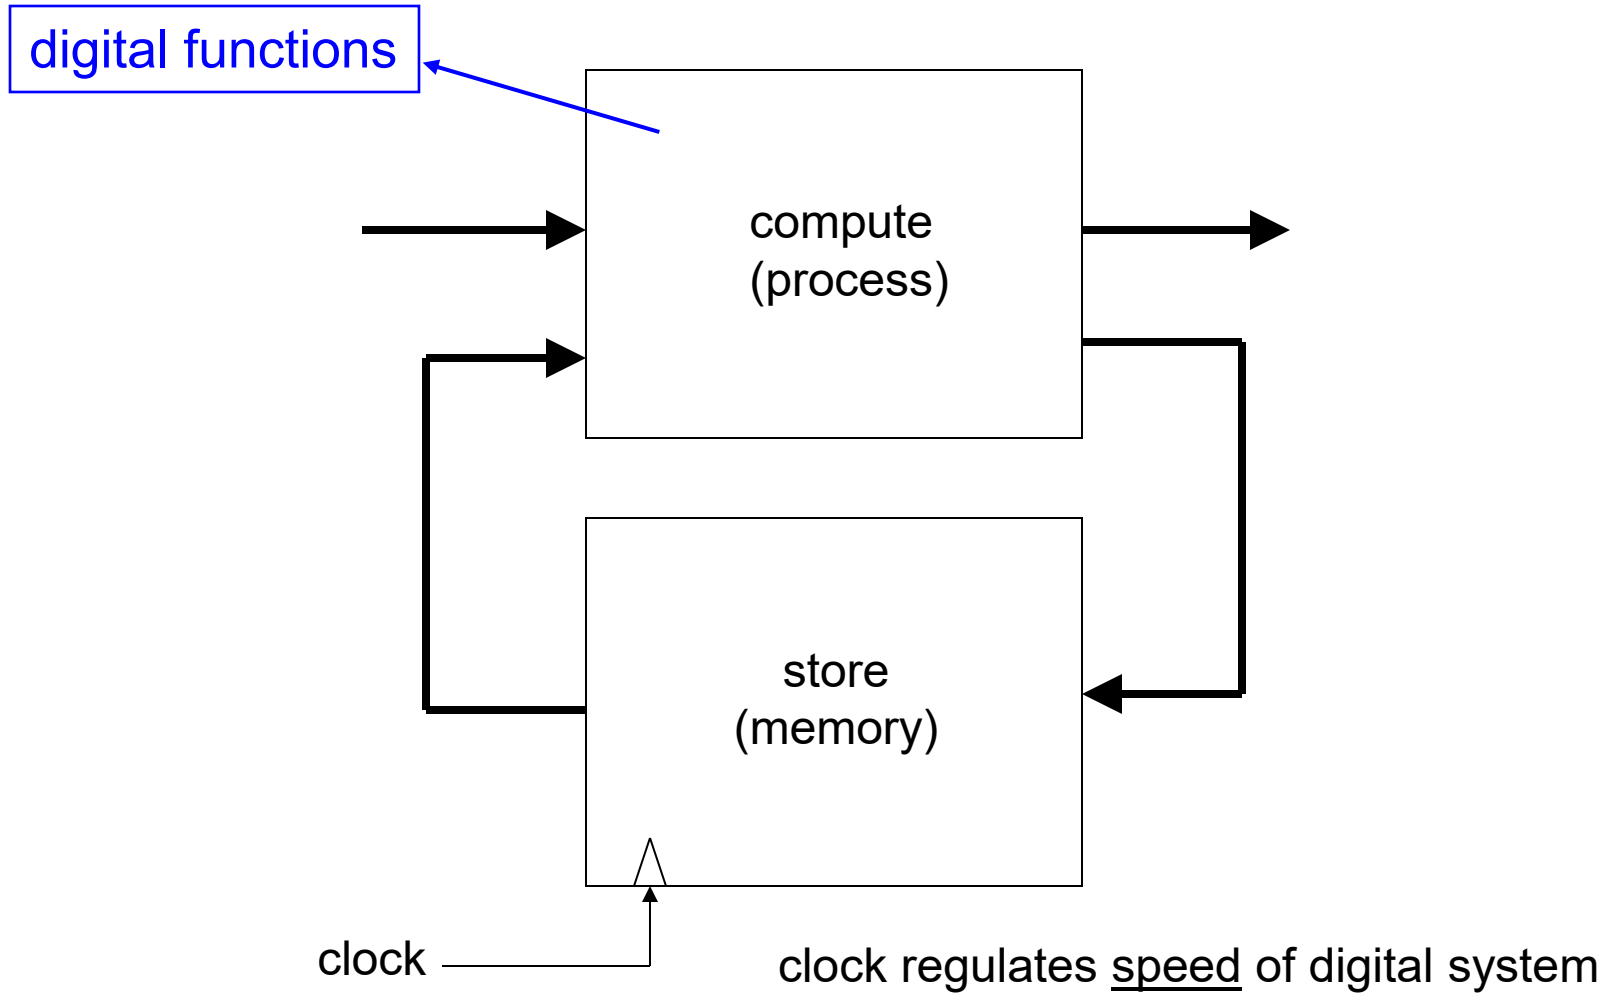 digital functions
compute
(process)
store
(memory)
clock
clock regulates speed of digital system